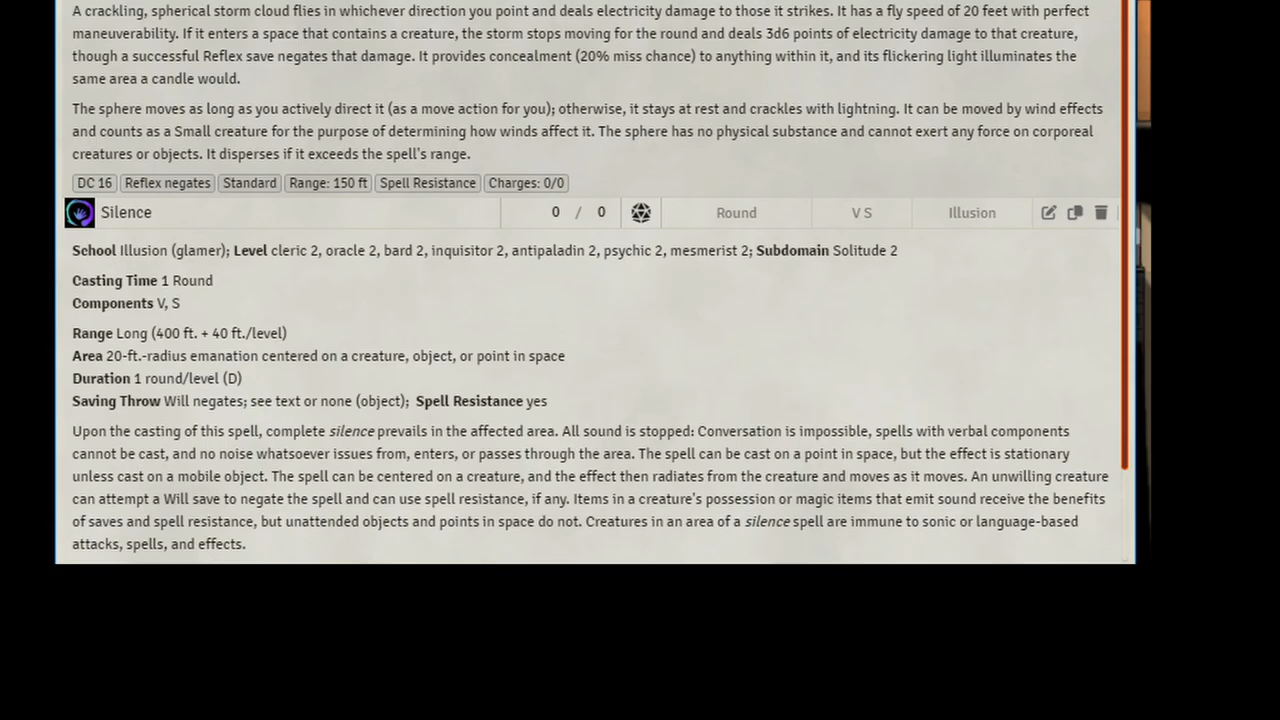 A crackling, spherical storm cloud flies in whichever direction you point and deals electricity damage to those it strikes. It has a fly speed of 20 feet with perfect
maneuverability. If it enters a space that contains a creature, the storm stops moving for the round and deals 3d6 points of electricity damage to that creature,
though a successful Reflex save negates that damage. It provides concealment (20% miss chance) to anything within it, and its flickering light illuminates the
same area a candle would.
The sphere moves as long as you actively direct it (as a move action for you); otherwise, it stays at rest and crackles with lightning. It can be moved by wind effects
and counts as a Small creature for the purpose of determining how winds affect it. The sphere has no physical substance and cannot exert any force on corporeal
creatures or objects. It disperses if it exceeds the spell's range.
DC 16 Reflex negates Standard Range: 150 ft Spell Resistance Charges: 0/0
Silence 0 / 0 Round V S Illusion
School Illusion (glamer); Level cleric 2, oracle 2, bard 2, inquisitor 2, antipaladin 2, psychic 2, mesmerist 2; Subdomain Solitude 2
Casting Time 1 Round
Components V, S
Range Long (400 ft. + 40 ft./level)
Area 20-ft.-radius emanation centered on a creature, object, or point in space
Duration 1 round/level (D)
Saving Throw Will negates; see text or none (object); Spell Resistance yes
Upon the casting of this spell, complete silence prevails in the affected area. All sound is stopped: Conversation is impossible, spells with verbal components
cannot be cast, and no noise whatsoever issues from, enters, or passes through the area. The spell can be cast on a point in space, but the effect is stationary
unless cast on a mobile object. The spell can be centered on a creature, and the effect then radiates from the creature and moves as it moves. An unwilling creature
can attempt a Will save to negate the spell and can use spell resistance, if any. Items in a creature's possession or magic items that emit sound receive the benefits
of saves and spell resistance, but unattended objects and points in space do not. Creatures in an area of a silence spell are immune to sonic or language-based
attacks, spells, and effects.